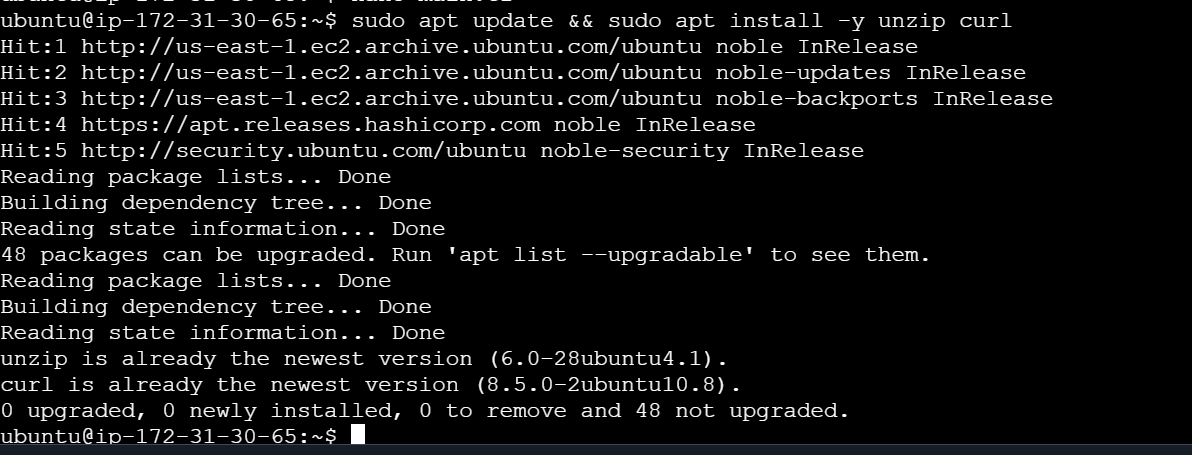 ubuntu@ip-172-31-30-65:~$ sudo apt update && sudo apt install -y unzip curl
Hit:1 http://us-east-1.ec2.archive.ubuntu.com/ubuntu noble InRelease
Hit:2 http://us-east-1.ec2.archive.ubuntu.com/ubuntu noble-updates InRelease
Hit:3 http://us-east-1.ec2.archive.ubuntu.com/ubuntu noble-backports InRelease
Hit:4 https://apt.releases.hashicorp.com noble InRelease
Hit:5 http://security.ubuntu.com/ubuntu noble-security InRelease
Reading package lists... Done
Building dependency tree... Done
Reading state information... Done
48 packages can be upgraded. Run 'apt list --upgradable' to see them.
Reading package lists... Done
Building dependency tree... Done
Reading state information... Done
unzip is already the newest version (6.0-28ubuntu4.1).
curl is already the newest version (8.5.0-2ubuntu10.8).
0 upgraded, 0 newly installed, 0 to remove and 48 not upgraded.
ubuntu@ip-172-31-30-65:~$